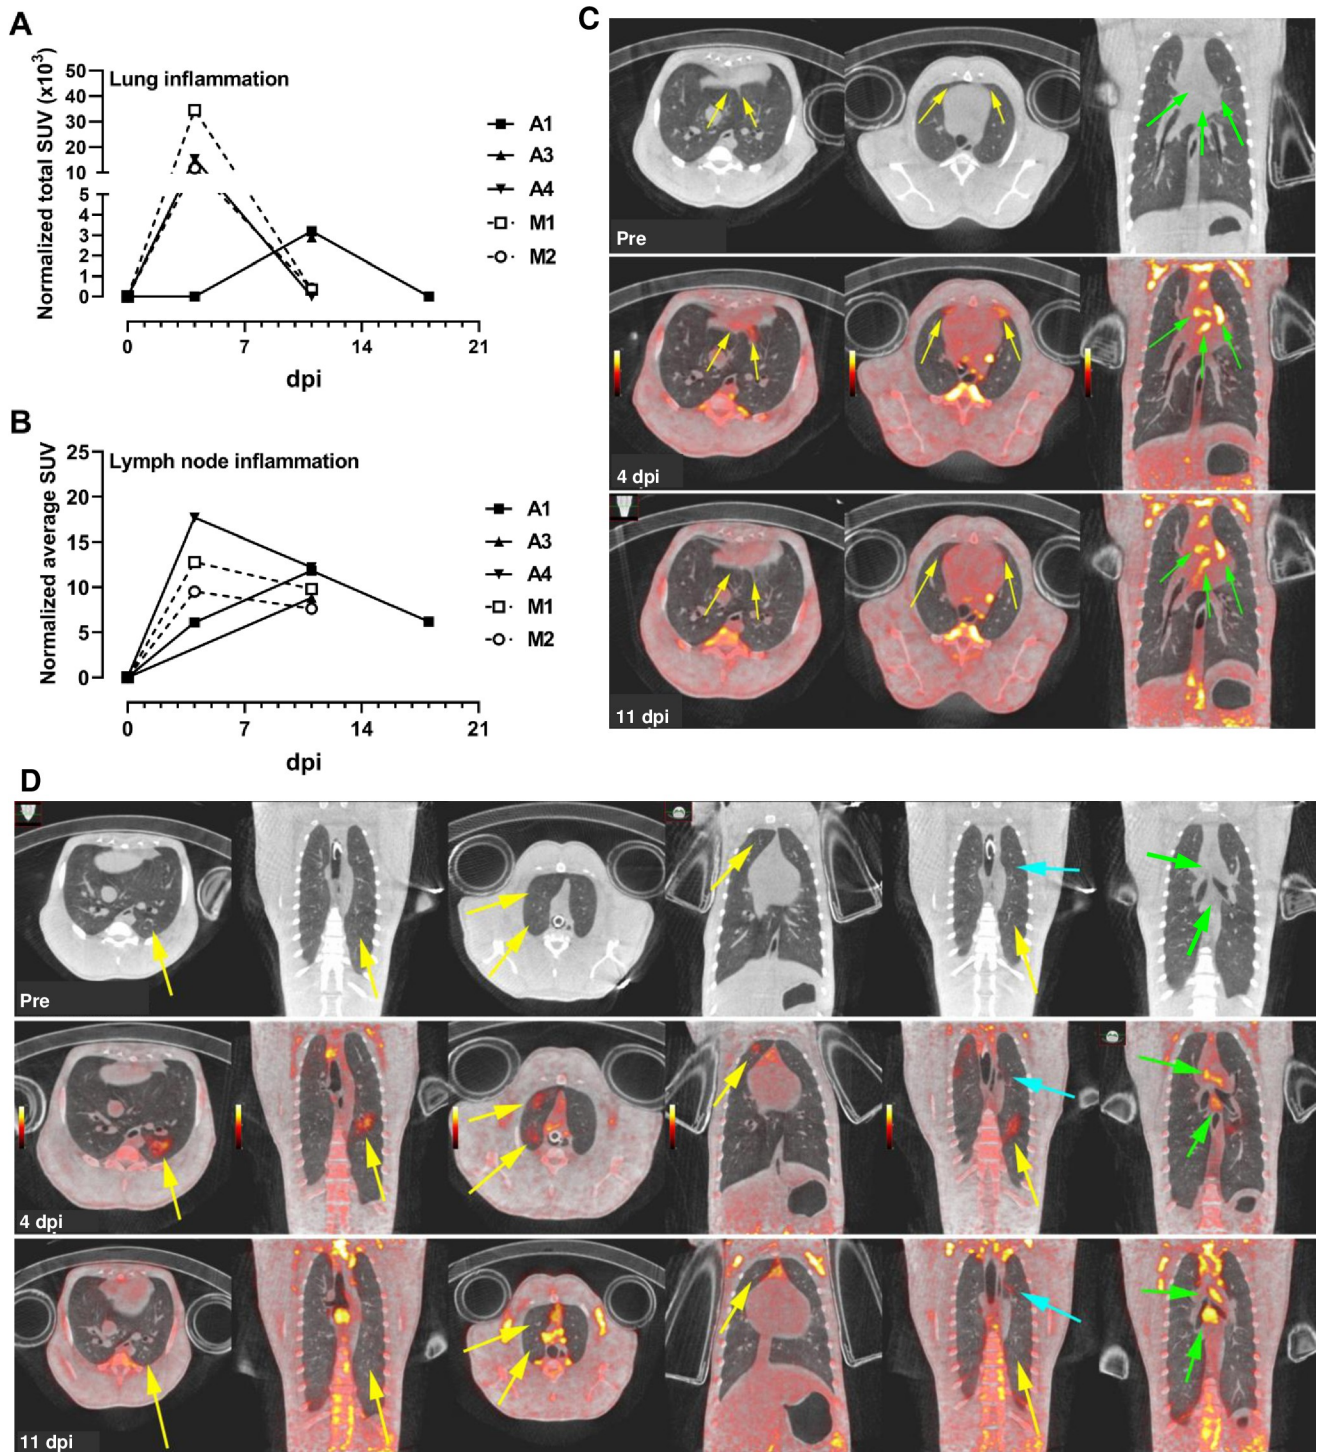 A
Normalized total SUV (x10³)
Lung inflammation
50
40
30
20
10
5
4
3
2
1
0
0 7 14 21
dpi
A1
A3
A4
M1
M2
B
Normalized average SUV
Lymph node inflammation
25
20
15
10
5
0
0 7 14 21
dpi
A1
A3
A4
M1
M2
C
Pre
4 dpi
11 dpi
D
Pre
4 dpi
11 dpi